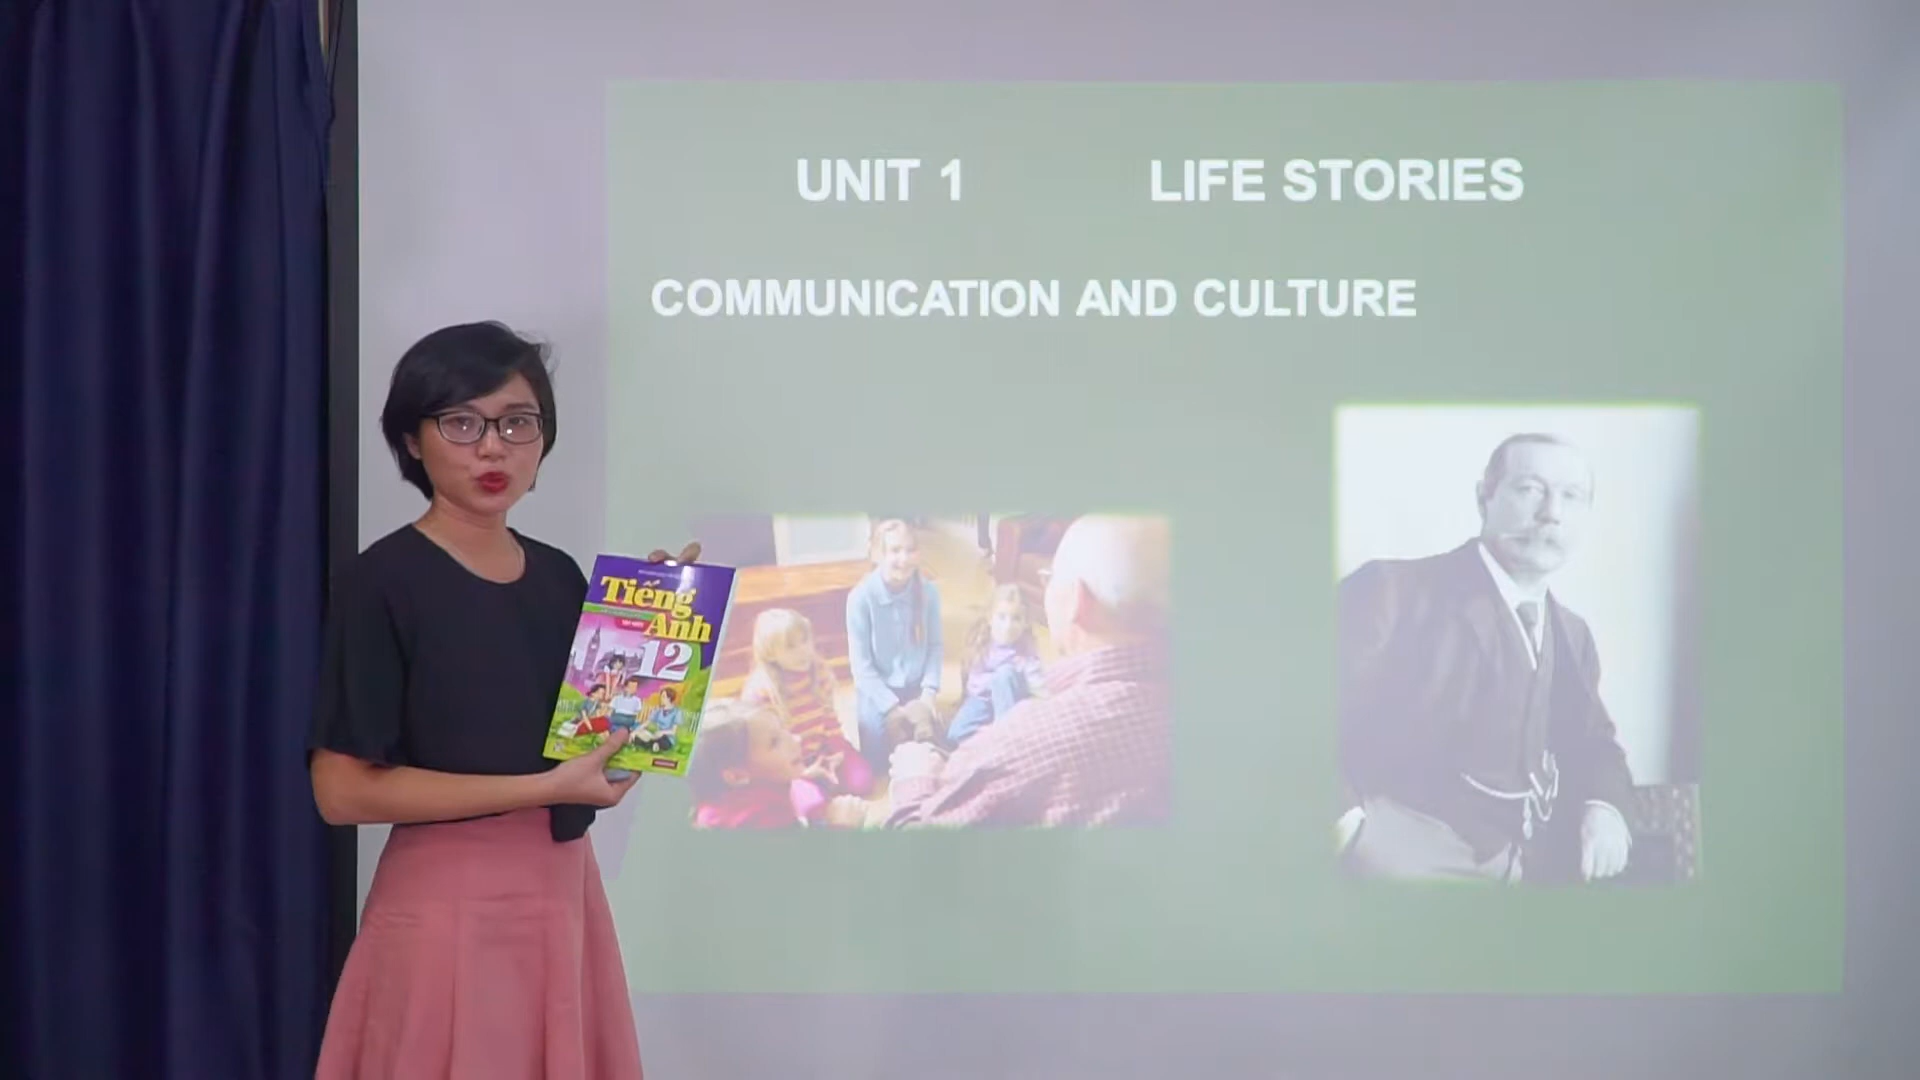 UNIT 1 LIFE STORIES
COMMUNICATION AND CULTURE
Tiếng
Anh
12